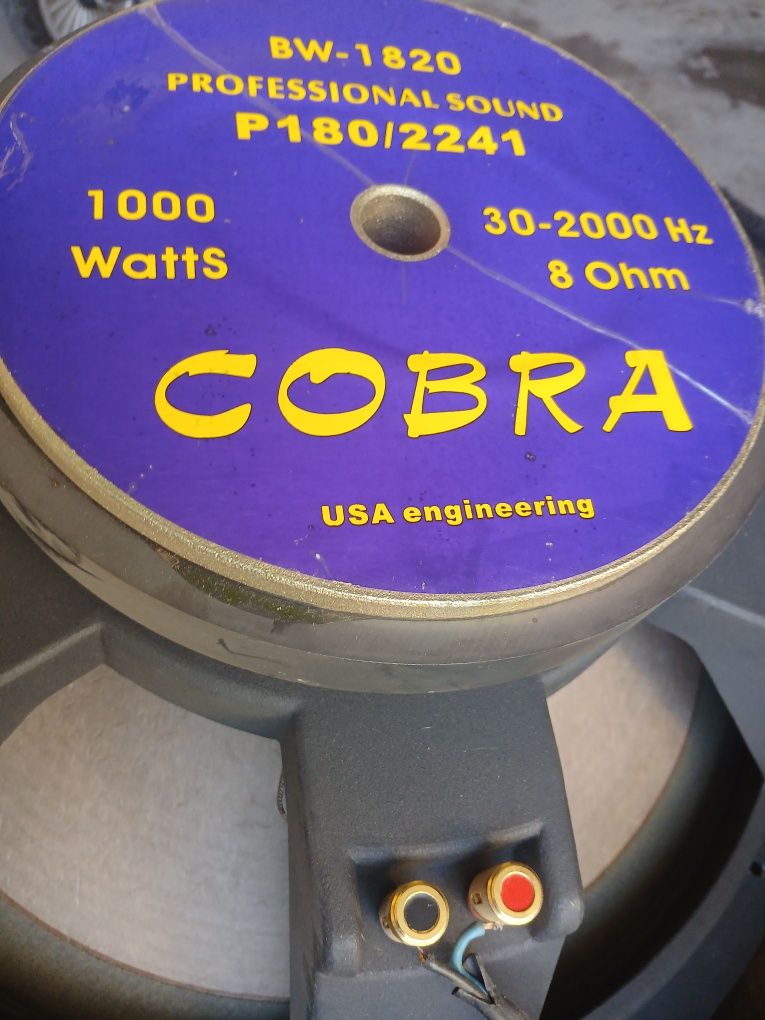 BW-1820
PROFESSIONAL SOUND
P180/2241
1000
WattS
30-2000 Hz
8 Ohm
COBRA
USA engineering